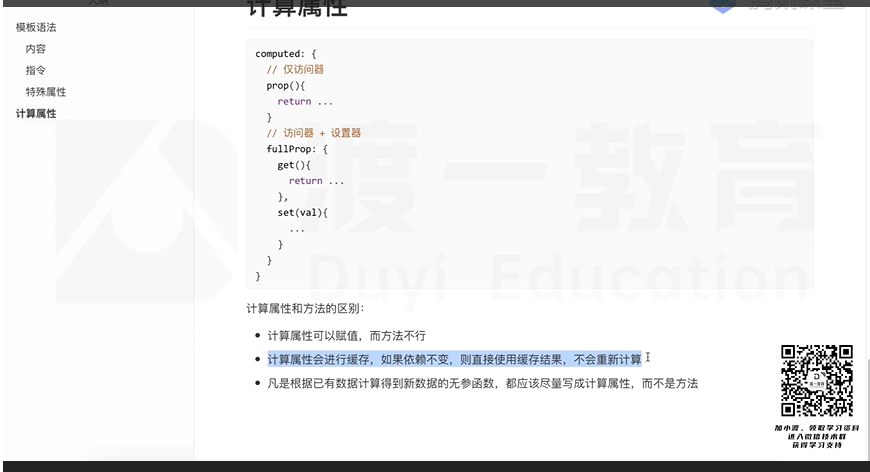 模板语法
内容
指令
特殊属性
计算属性
计算属性
computed: {
// 仅访问器
prop(){
return ...
}
// 访问器 + 设置器
fullProp: {
get(){
return ...
},
set(val){
...
}
}
}
渡一教育
Duyi Education
计算属性和方法的区别：
计算属性可以赋值，而方法不行
计算属性会进行缓存，如果依赖不变，则直接使用缓存结果，不会重新计算
凡是根据已有数据计算得到新数据的无参函数，都应该尽量写成计算属性，而不是方法
加小渡，领取学习资料
进入微信技术群
获得学习支持